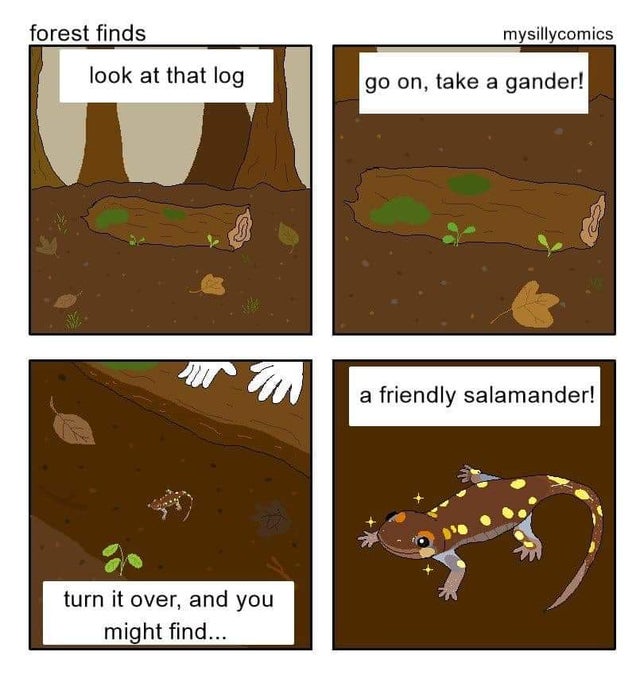 forest finds
mysillycomics
look at that log
go on, take a gander!
turn it over, and you
might find...
a friendly salamander!